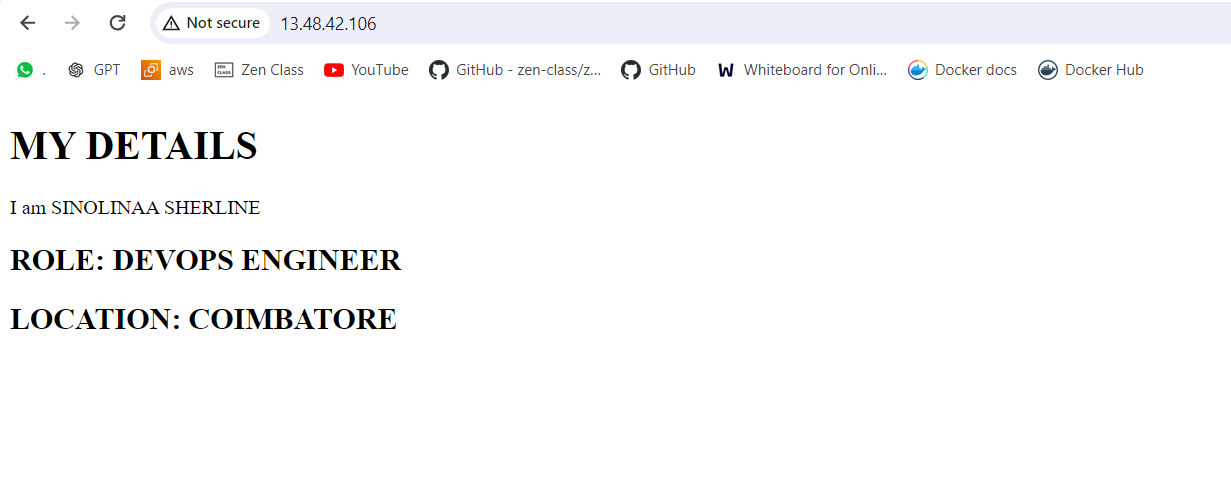 Not secure 13.48.42.106
. GPT aws Zen Class YouTube GitHub - zen-class/z... GitHub Whiteboard for Onli... Docker docs Docker Hub
MY DETAILS
I am SINOLINAA SHERLINE
ROLE: DEVOPS ENGINEER
LOCATION: COIMBATORE